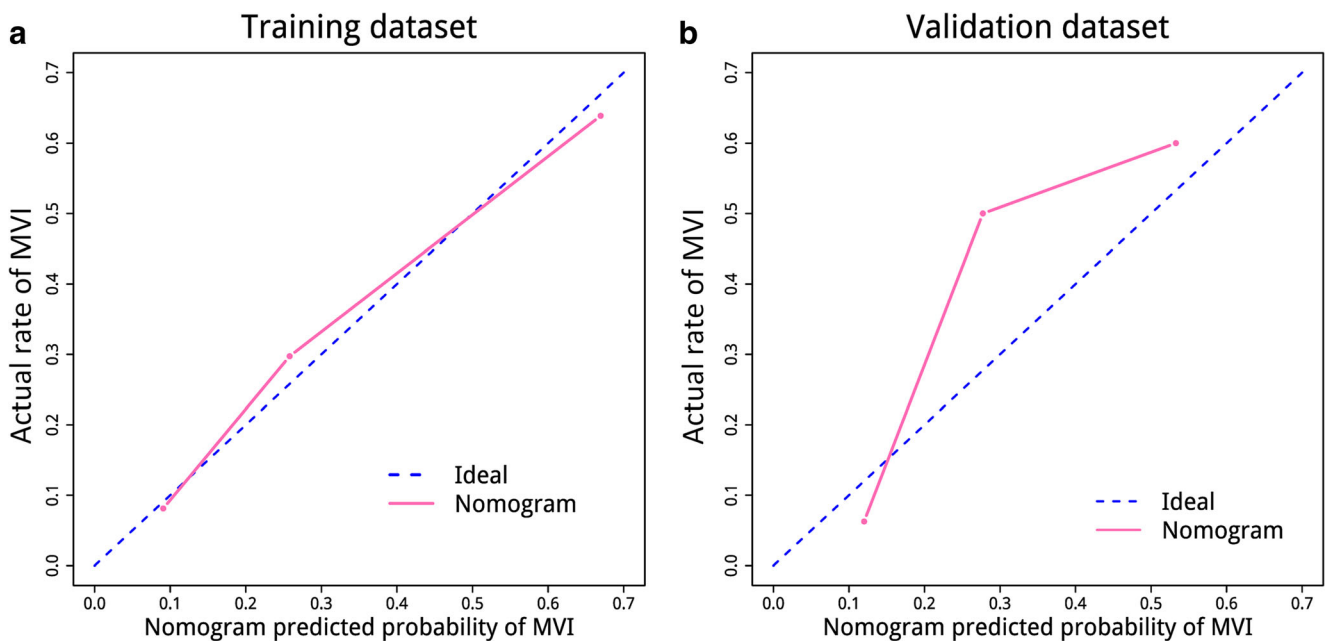 a
Training dataset
Actual rate of MVI
0.7
0.6
0.5
0.4
0.3
0.2
0.1
0.0
Ideal
Nomogram
0.0 0.1 0.2 0.3 0.4 0.5 0.6 0.7
Nomogram predicted probability of MVI
b
Validation dataset
Actual rate of MVI
0.7
0.6
0.5
0.4
0.3
0.2
0.1
0.0
Ideal
Nomogram
0.0 0.1 0.2 0.3 0.4 0.5 0.6 0.7
Nomogram predicted probability of MVI